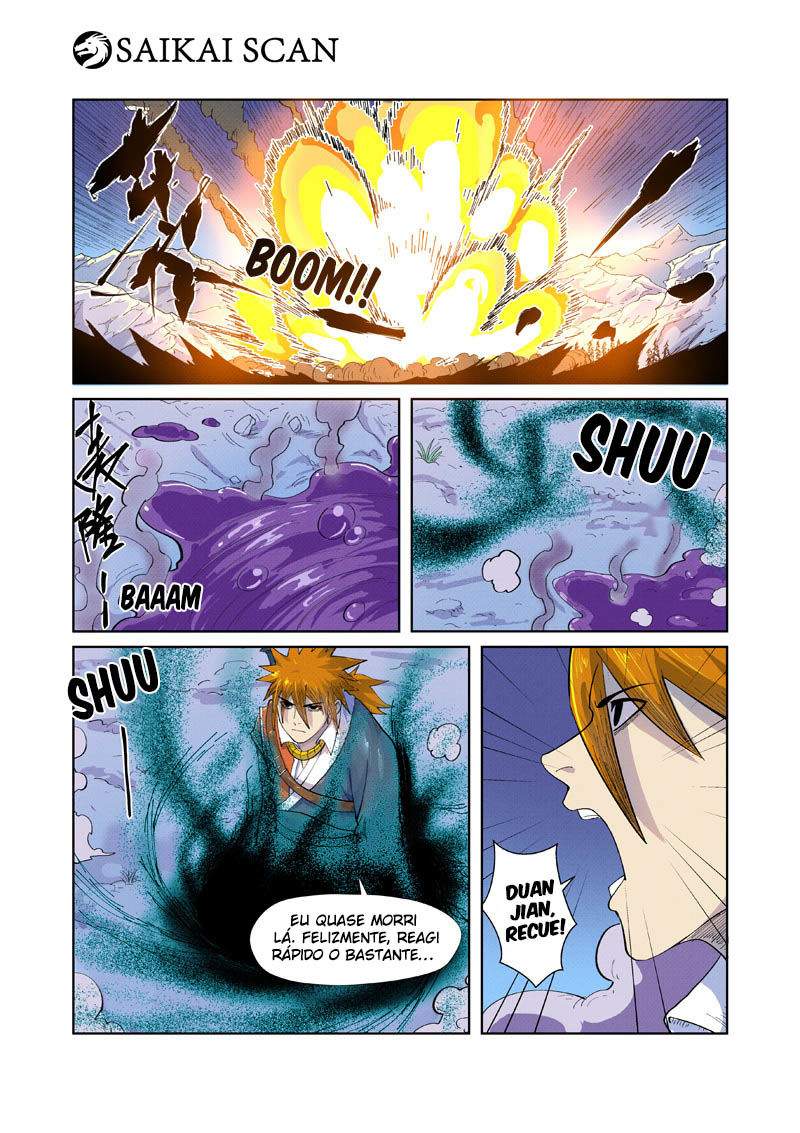 SAIKAI SCAN
BOOM!!
BAAAM
SHUU
SHUU
EU QUASE MORRI
LÁ. FELIZMENTE, REAGI
RÁPIDO O BASTANTE...
DUAN
JIAN,
RECUE!